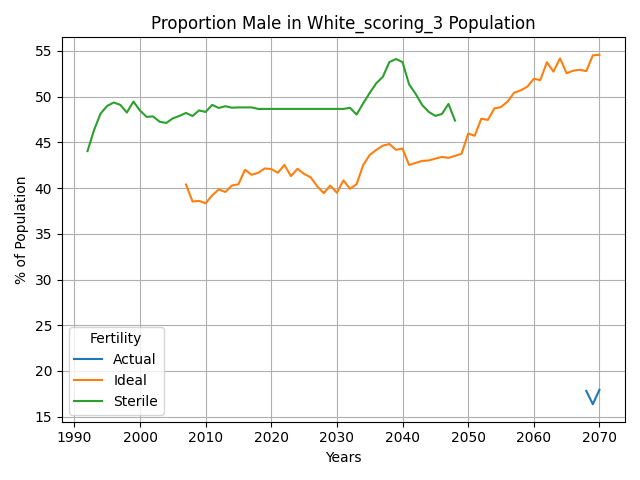 Proportion Male in White_scoring_3 Population
% of Population
55
50
45
40
35
30
25
20
15
Fertility
Actual
Ideal
Sterile
1990 2000 2010 2020 2030 2040 2050 2060 2070
Years